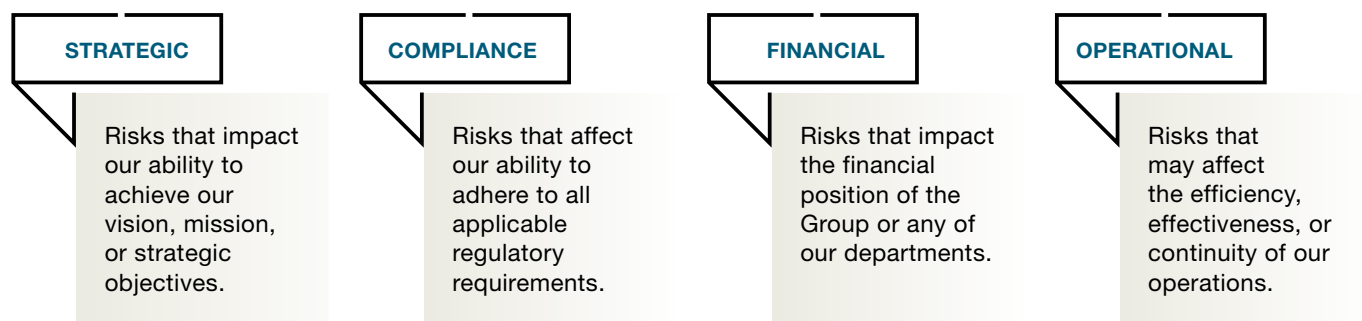 STRATEGIC
Risks that impact
our ability to
achieve our
vision, mission,
or strategic
objectives.
COMPLIANCE
Risks that affect
our ability to
adhere to all
applicable
regulatory
requirements.
FINANCIAL
Risks that impact
the financial
position of the
Group or any of
our departments.
OPERATIONAL
Risks that
may affect
the efficiency,
effectiveness, or
continuity of our
operations.